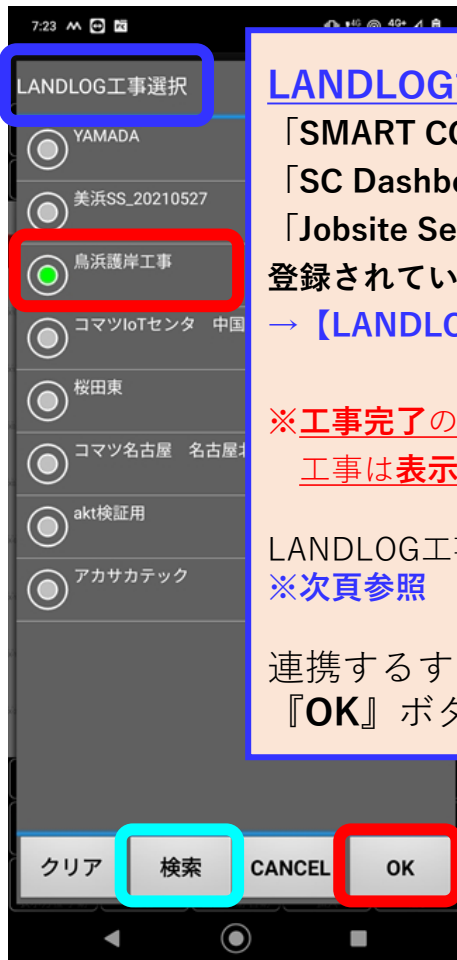 7:23
4G 4G+
LANDLOG工事選択
YAMADA
美浜SS_20210527
鳥浜護岸工事
コマツIoTセンタ 中国
桜田東
コマツ名古屋 名古屋
akt検証用
アカサカテック
クリア
検索
CANCEL
OK
LANDLOG
「SMART CO
「SC Dashb
「Jobsite Se
登録されてい
→【LANDLO
※工事完了の
工事は表示
LANDLOG工
※次頁参照
連携するす
『OK』ボタ